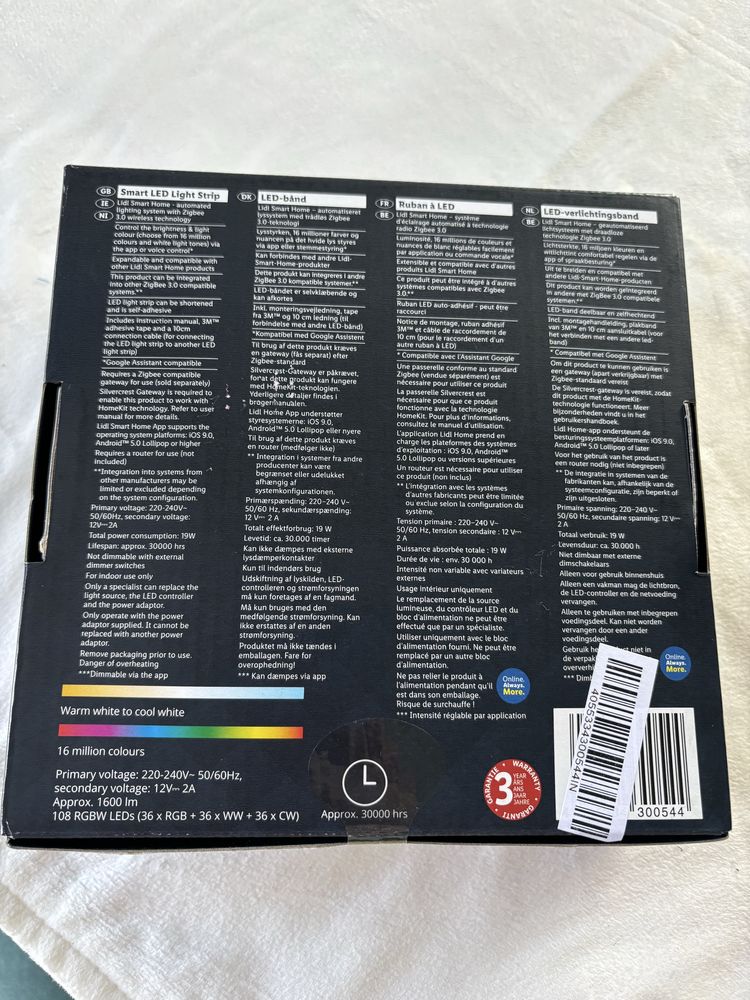 GB
IE
NI
Smart LED Light Strip
Lidl Smart Home - automated
lighting system with Zigbee
3.0 wireless technology
Control the brightness & light
colour (choose from 16 million
colours and white light tones) via
the app or voice control*
Expandable and compatible with
other Lidl Smart Home products
This product can be integrated
into other ZigBee 3.0 compatible
systems.**
LED light strip can be shortened
and is self-adhesive
Includes instruction manual, 3M™
adhesive tape and a 10cm
connection cable (for connecting
the LED light strip to another LED
light strip)
*Google Assistant compatible
Requires a Zigbee compatible
gateway for use (sold separately)
Silvercrest Gateway is required to
enable this product to work with
HomeKit technology. Refer to user
manual for more details.
Lidl Smart Home App supports the
operating system platforms: iOS 9.0,
Android™ 5.0 Lollipop or higher
Requires a router for use (not
included)
**Integration into systems from
other manufacturers may be
limited or excluded depending
on the system configuration.
Primary voltage: 220-240V~
50/60Hz, secondary voltage:
12V⎓2A
Total power consumption: 19W
Lifespan: approx. 30000 hrs
Not dimmable with external
dimmer switches
For indoor use only
Only a specialist can replace the
light source, the LED controller
and the power adaptor.
Only operate with the power
adaptor supplied. It cannot be
replaced with another power
adaptor.
Remove packaging prior to use.
Danger of overheating
***Dimmable via the app
DK
LED-bånd
Lidl Smart Home – automatiseret
lyssystem med trådløs Zigbee
3.0-teknologi
Lysstyrken, 16 millioner farver og
nuancen på det hvide lys styres
via app eller stemmestyring*
Kan forbindes med andre Lidl-
Smart-Home-produkter
Dette produkt kan integreres i andre
ZigBee 3.0 kompatible systemer.**
LED-båndet er selvklæbende og
kan afkortes
Inkl. monteringsvejledning, tape
fra 3M™ og 10 cm ledning (til
forbindelse med andre LED-bånd)
*Kompatibel med Google Assistent
Til brug af dette produkt kræves
en gateway (fås separat) efter
Zigbee-standard
Silvercrest-Gateway er påkrævet,
for at dette produkt kan fungere
med HomeKit-teknologien.
Yderligere detaljer findes i
brugermanualen.
Lidl Home App understøtter
styresystemerne: iOS 9.0,
Android™ 5.0 Lollipop eller nyere
Til brug af dette produkt kræves
en router (medfølger ikke)
** Integration i systemer fra andre
producenter kan være
begrænset eller udelukket
afhængig af
systemkonfigurationen.
Primærspænding: 220-240 V~
50/60 Hz, sekundærspænding:
12 V⎓ 2 A
Totalt effektforbrug: 19 W
Levetid: ca. 30.000 timer
Kan ikke dæmpes med eksterne
lysdæmperkontakter
Kun til indendørs brug
Udskiftning af lyskilden, LED-
controlleren og strømforsyningen
må kun foretages af en fagmand.
Må kun bruges med den
medfølgende strømforsyning. Kan
ikke erstattes af en anden
strømforsyning.
Produktet må ikke tændes i
emballagen. Fare for
overophedning!
*** Kan dæmpes via app
FR
BE
Ruban à LED
Lidl Smart Home – système
d'éclairage automatisé à technologie
radio Zigbee 3.0
Luminosité, 16 millions de couleurs et
nuances de blanc réglables facilement
par application ou commande vocale*
Extensible et compatible avec d'autres
produits Lidl Smart Home
Ce produit peut être intégré à d'autres
systèmes compatibles avec Zigbee
3.0.**
Ruban LED auto-adhésif - peut être
raccourci
Notice de montage, ruban adhésif
3M™ et câble de raccordement de
10 cm (pour le raccordement d'un
autre ruban à LED)
* Compatible avec l'Assistant Google
Une passerelle conforme au standard
Zigbee (vendue séparément) est
nécessaire pour utiliser ce produit
La passerelle Silvercrest est
nécessaire pour que ce produit
fonctionne avec la technologie
HomeKit. Pour plus d'informations,
consultez le manuel d'utilisation.
L'application Lidl Home prend en
charge les plateformes des systèmes
d'exploitation : iOS 9.0, Android™
5.0 Lollipop ou versions supérieures
Un routeur est nécessaire pour utiliser
ce produit (non inclus)
** L'intégration avec les systèmes
d'autres fabricants peut être limitée
ou exclue selon la configuration du
système.
Tension primaire : 220–240 V~
50/60 Hz, tension secondaire : 12 V⎓
2 A
Puissance absorbée totale : 19 W
Durée de vie : env, 30 000 h
Intensité non variable avec variateurs
externes
Usage intérieur uniquement
Le remplacement de la source
lumineuse, du contrôleur LED et du
bloc d'alimentation ne peut être
effectué que par un spécialiste.
Utiliser uniquement avec le bloc
d'alimentation fourni. Ne peut être
remplacé par un autre bloc
d'alimentation.
Ne pas relier le produit à
l'alimentation pendant qu'il
est dans son emballage.
Risque de surchauffe !
*** Intensité réglable par application
Online.
Always.
More.
NL
BE
LED-verlichtingsband
Lidl Smart Home – geautomatiseerd
lichtsysteem met draadloze
technologie Zigbee 3.0
Lichtsterkte, 16 miljoen kleuren en
wittichtint comfortabel regelen via de
app of spraakbesturing*
Uit te breiden en compatibel met
andere Lidl-Smart-Home-producten
Dit product kan worden geïntegreerd
in andere met ZigBee 3.0 compatibele
systemen.**
LED-band deelbaar en zelfhechtend
Incl. montagehandleiding, plakband
van 3M™ en 10 cm aansluitkabel (voor
het verbinden met een andere led-
band)
* Compatibel met Google Assistent
Om dit product te kunnen gebruiken is
een gateway (apart verkrijgbaar) met
Zigbee-standaard vereist
De Silvercrest-gateway is vereist, zodat
dit product met de HomeKit-
technologie functioneert. Meer
bijzonderheden vindt u in het
gebruikershandboek.
Lidl Home-app ondersteunt de
besturingssysteemplatformen: iOS 9.0,
Android™ 5.0 Lollipop of later
Voor het gebruik van het product is
een router nodig (niet inbegrepen)
** De integratie in systemen van de
fabrikanten kan, afhankelijk van de
systeemconfiguratie, zijn beperkt of
zijn uitgesloten.
Primaire spanning: 220-240 V~
50/60 Hz, secundaire spanning: 12 V⎓
2 A
Totaal verbruik: 19 W
Levensduur: ca. 30.000 h
Niet dimbaar met externe
dimschakelaars
Alleen voor gebruik binnenshuis
Alleen een vakman mag de lichtbron,
de LED-controller en de netvoeding
vervangen.
Alleen te gebruiken met inbegrepen
voedingsdeel. Kan niet worden
vervangen door een ander
voedingsdeel.
Gebruik het product niet in
de verpak
oververhi
*** Dimb
Online.
Always.
More.
Warm white to cool white
16 million colours
Primary voltage: 220-240V~ 50/60Hz,
secondary voltage: 12V⎓ 2A
Approx. 1600 lm
108 RGBW LEDs (36 x RGB + 36 x WW + 36 x CW)
Approx. 30000 hrs
GARANTIE • WARRANTY • GARANTI
3
YEAR
ÅRS
ANS
JAAR
JAHRE
4055334300544IN
300544